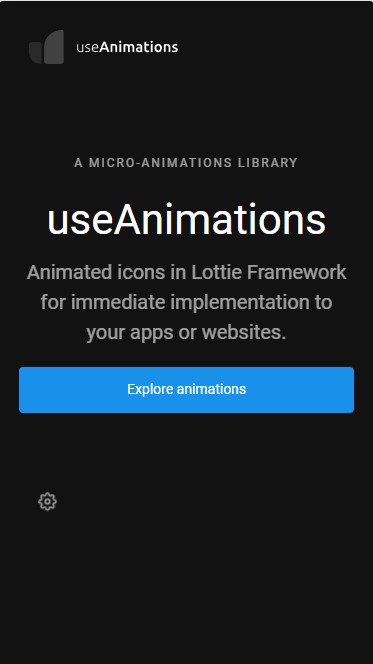 useAnimations
A MICRO-ANIMATIONS LIBRARY
useAnimations
Animated icons in Lottie Framework
for immediate implementation to
your apps or websites.
Explore animations